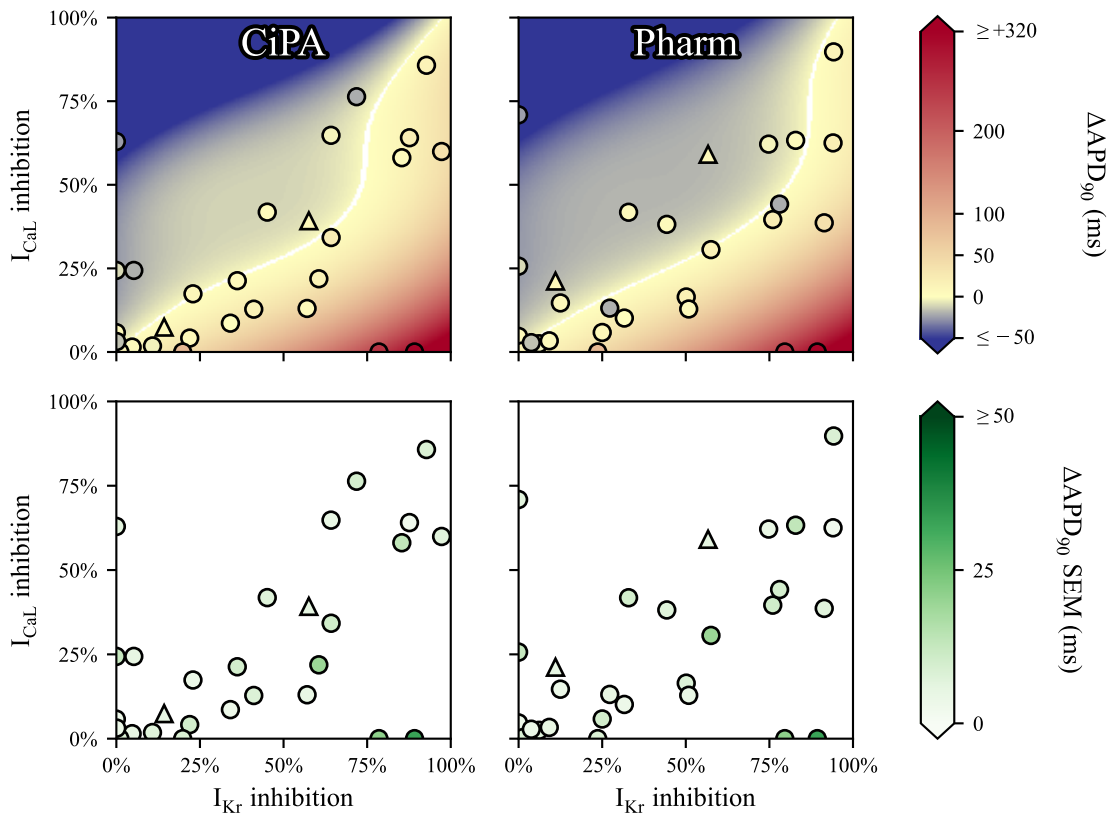 CiPA
Pharm
100%
75%
50%
25%
0%
I_CaL inhibition
≥+320
200
100
50
0
≤ −50
ΔAPD_90 (ms)
100%
75%
50%
25%
0%
I_CaL inhibition
0% 25% 50% 75% 100%
I_Kr inhibition
0% 25% 50% 75% 100%
I_Kr inhibition
≥50
25
0
ΔAPD_90 SEM (ms)